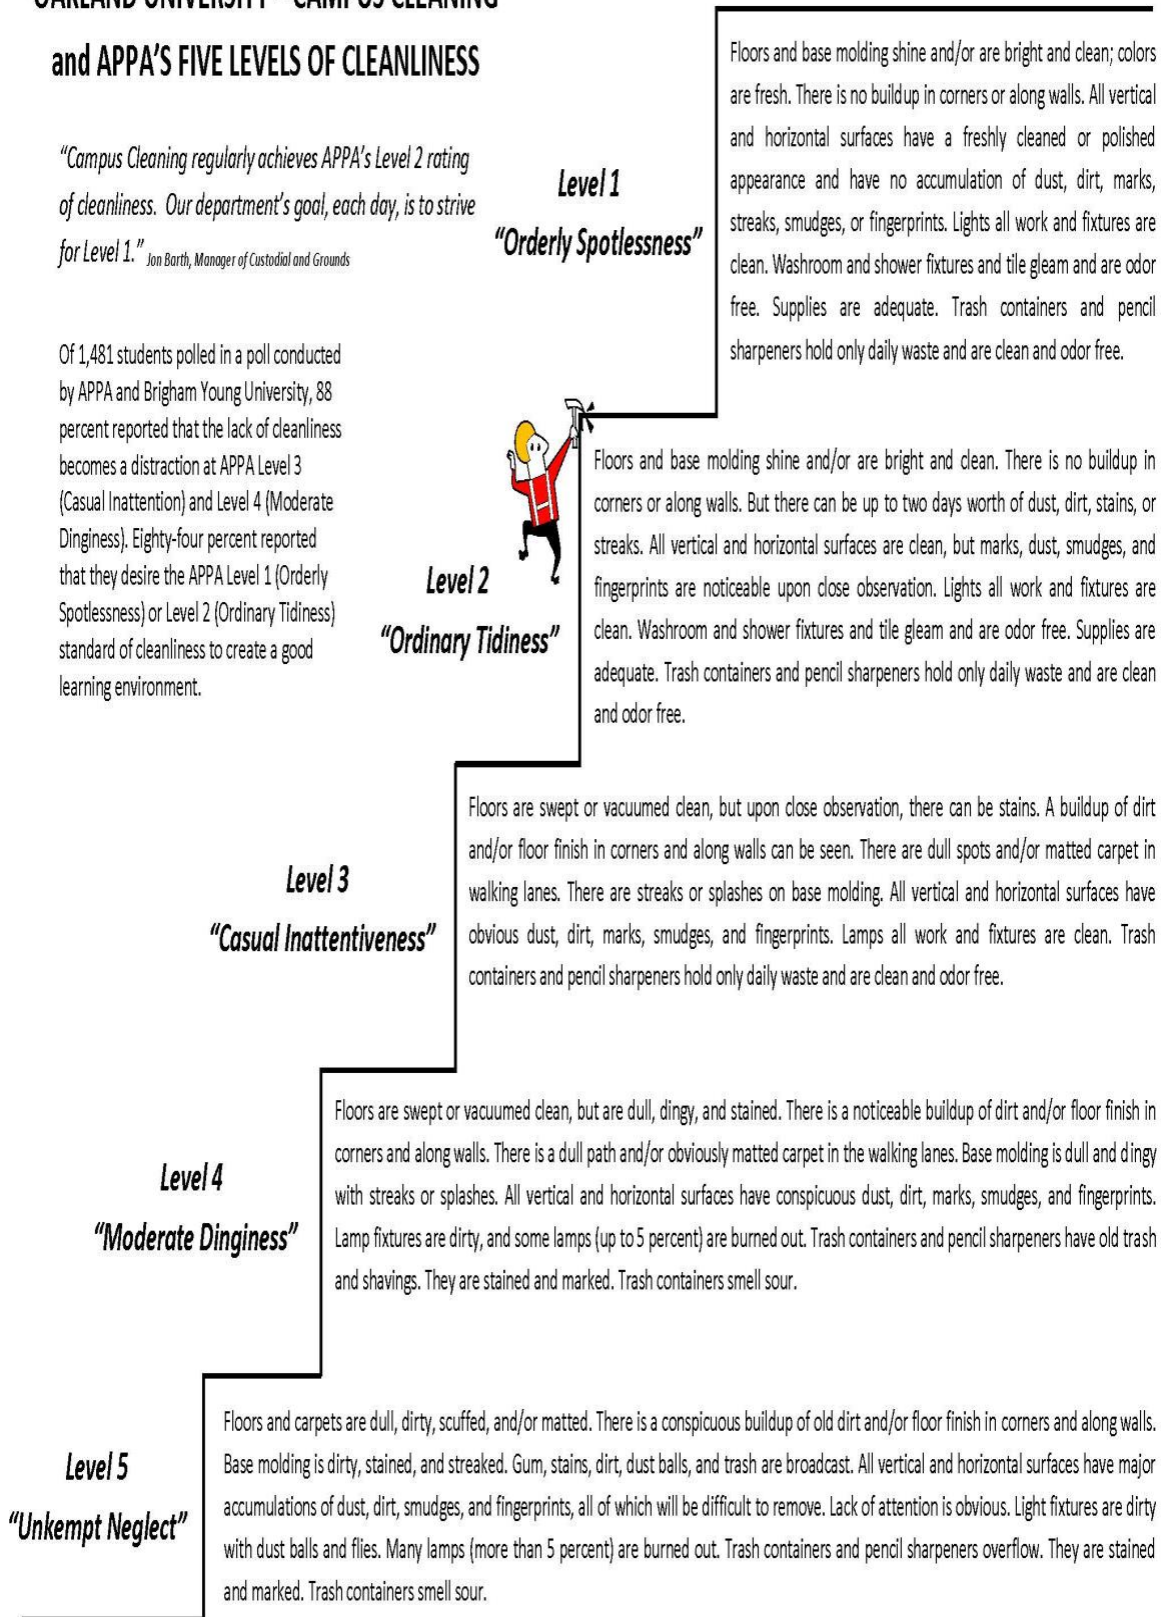 OAKLAND UNIVERSITY – CAMPUS CLEANING
and APPA'S FIVE LEVELS OF CLEANLINESS
"Campus Cleaning regularly achieves APPA's Level 2 rating
of cleanliness. Our department's goal, each day, is to strive
for Level 1." Jon Barth, Manager of Custodial and Grounds
Of 1,481 students polled in a poll conducted
by APPA and Brigham Young University, 88
percent reported that the lack of cleanliness
becomes a distraction at APPA Level 3
(Casual Inattention) and Level 4 (Moderate
Dinginess). Eighty-four percent reported
that they desire the APPA Level 1 (Orderly
Spotlessness) or Level 2 (Ordinary Tidiness)
standard of cleanliness to create a good
learning environment.
Level 1
"Orderly Spotlessness"
Floors and base molding shine and/or are bright and clean; colors
are fresh. There is no buildup in corners or along walls. All vertical
and horizontal surfaces have a freshly cleaned or polished
appearance and have no accumulation of dust, dirt, marks,
streaks, smudges, or fingerprints. Lights all work and fixtures are
clean. Washroom and shower fixtures and tile gleam and are odor
free. Supplies are adequate. Trash containers and pencil
sharpeners hold only daily waste and are clean and odor free.
Level 2
"Ordinary Tidiness"
Floors and base molding shine and/or are bright and clean. There is no buildup in
corners or along walls. But there can be up to two days worth of dust, dirt, stains, or
streaks. All vertical and horizontal surfaces are clean, but marks, dust, smudges, and
fingerprints are noticeable upon close observation. Lights all work and fixtures are
clean. Washroom and shower fixtures and tile gleam and are odor free. Supplies are
adequate. Trash containers and pencil sharpeners hold only daily waste and are clean
and odor free.
Level 3
"Casual Inattentiveness"
Floors are swept or vacuumed clean, but upon close observation, there can be stains. A buildup of dirt
and/or floor finish in corners and along walls can be seen. There are dull spots and/or matted carpet in
walking lanes. There are streaks or splashes on base molding. All vertical and horizontal surfaces have
obvious dust, dirt, marks, smudges, and fingerprints. Lamps all work and fixtures are clean. Trash
containers and pencil sharpeners hold only daily waste and are clean and odor free.
Level 4
"Moderate Dinginess"
Floors are swept or vacuumed clean, but are dull, dingy, and stained. There is a noticeable buildup of dirt and/or floor finish in
corners and along walls. There is a dull path and/or obviously matted carpet in the walking lanes. Base molding is dull and dingy
with streaks or splashes. All vertical and horizontal surfaces have conspicuous dust, dirt, marks, smudges, and fingerprints.
Lamp fixtures are dirty, and some lamps (up to 5 percent) are burned out. Trash containers and pencil sharpeners have old trash
and shavings. They are stained and marked. Trash containers smell sour.
Level 5
"Unkempt Neglect"
Floors and carpets are dull, dirty, scuffed, and/or matted. There is a conspicuous buildup of old dirt and/or floor finish in corners and along walls.
Base molding is dirty, stained, and streaked. Gum, stains, dirt, dust balls, and trash are broadcast. All vertical and horizontal surfaces have major
accumulations of dust, dirt, smudges, and fingerprints, all of which will be difficult to remove. Lack of attention is obvious. Light fixtures are dirty
with dust balls and flies. Many lamps (more than 5 percent) are burned out. Trash containers and pencil sharpeners overflow. They are stained
and marked. Trash containers smell sour.